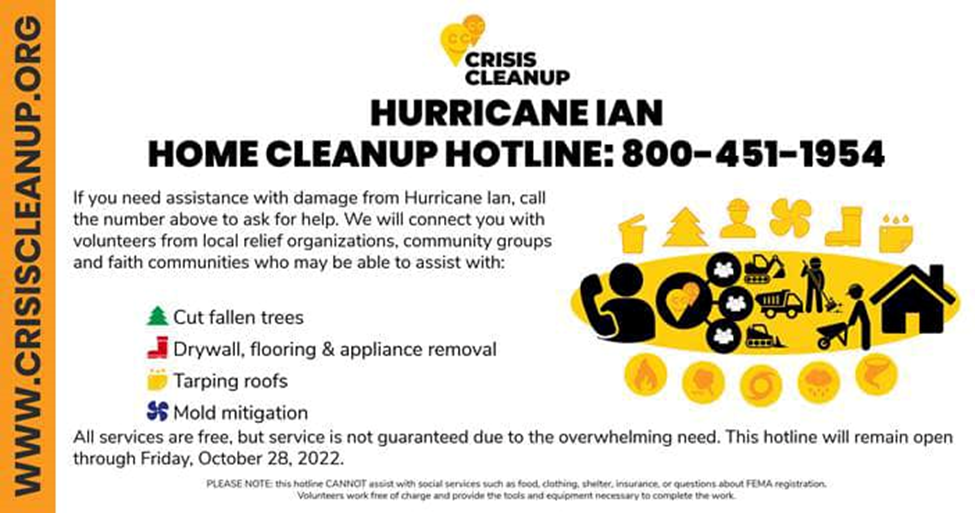 WWW.CRISISCLEANUP.ORG
CC
CC
CRISIS
CLEANUP
HURRICANE IAN
HOME CLEANUP HOTLINE: 800-451-1954
If you need assistance with damage from Hurricane Ian, call
the number above to ask for help. We will connect you with
volunteers from local relief organizations, community groups
and faith communities who may be able to assist with:
Cut fallen trees
Drywall, flooring & appliance removal
Tarping roofs
Mold mitigation
All services are free, but service is not guaranteed due to the overwhelming need. This hotline will remain open
through Friday, October 28, 2022.
PLEASE NOTE: this hotline CANNOT assist with social services such as food, clothing, shelter, insurance, or questions about FEMA registration.
Volunteers work free of charge and provide the tools and equipment necessary to complete the work.